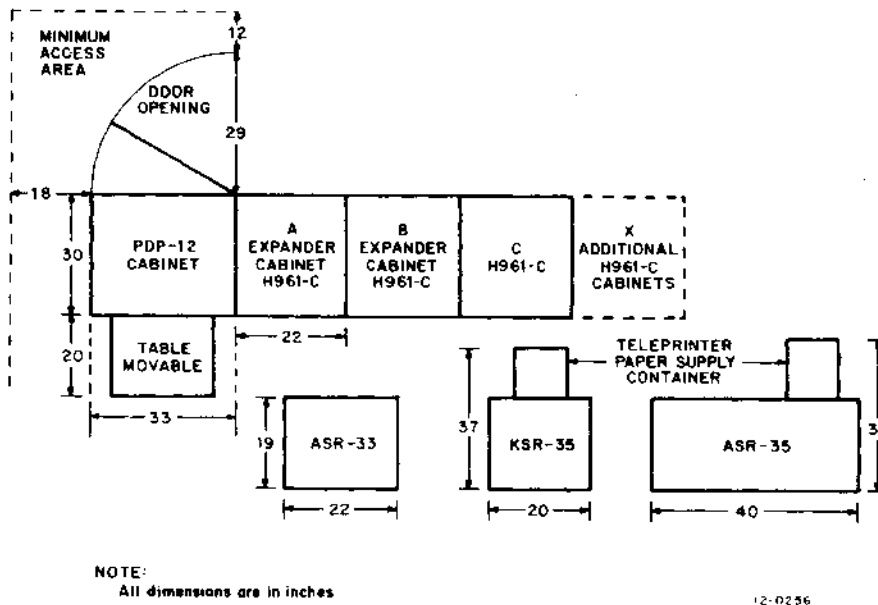 MINIMUM
ACCESS
AREA
12
DOOR
OPENING
29
18
30
PDP-12
CABINET
A
EXPANDER
CABINET
H961-C
B
EXPANDER
CABINET
H961-C
C
H961-C
X
ADDITIONAL
H961-C
CABINETS
20
TABLE
MOVABLE
22
33
TELEPRINTER
PAPER SUPPLY
CONTAINER
19
ASR-33
22
37
KSR-35
20
ASR-35
3
40
NOTE:
All dimensions are in inches
12-0256